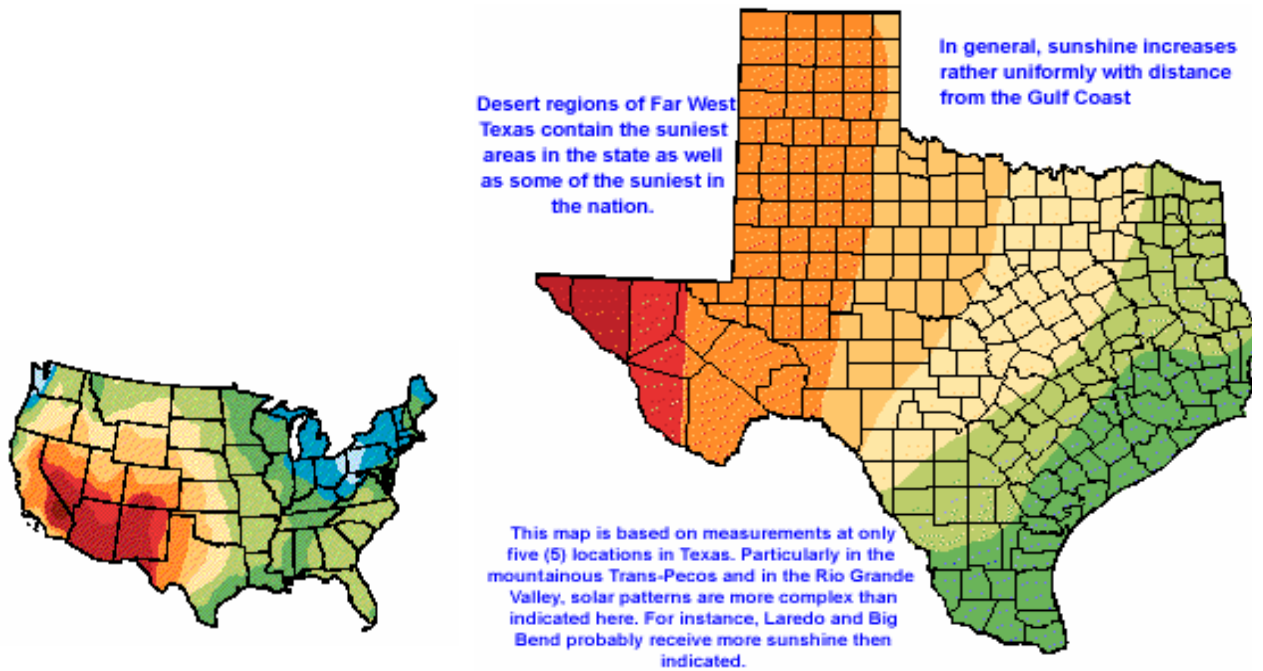 Desert regions of Far West
Texas contain the suniest
areas in the state as well
as some of the suniest in
the nation.
In general, sunshine increases
rather uniformly with distance
from the Gulf Coast
This map is based on measurements at only
five (5) locations in Texas. Particularly in the
mountainous Trans-Pecos and in the Rio Grande
Valley, solar patterns are more complex than
indicated here. For instance, Laredo and Big
Bend probably receive more sunshine then
indicated.